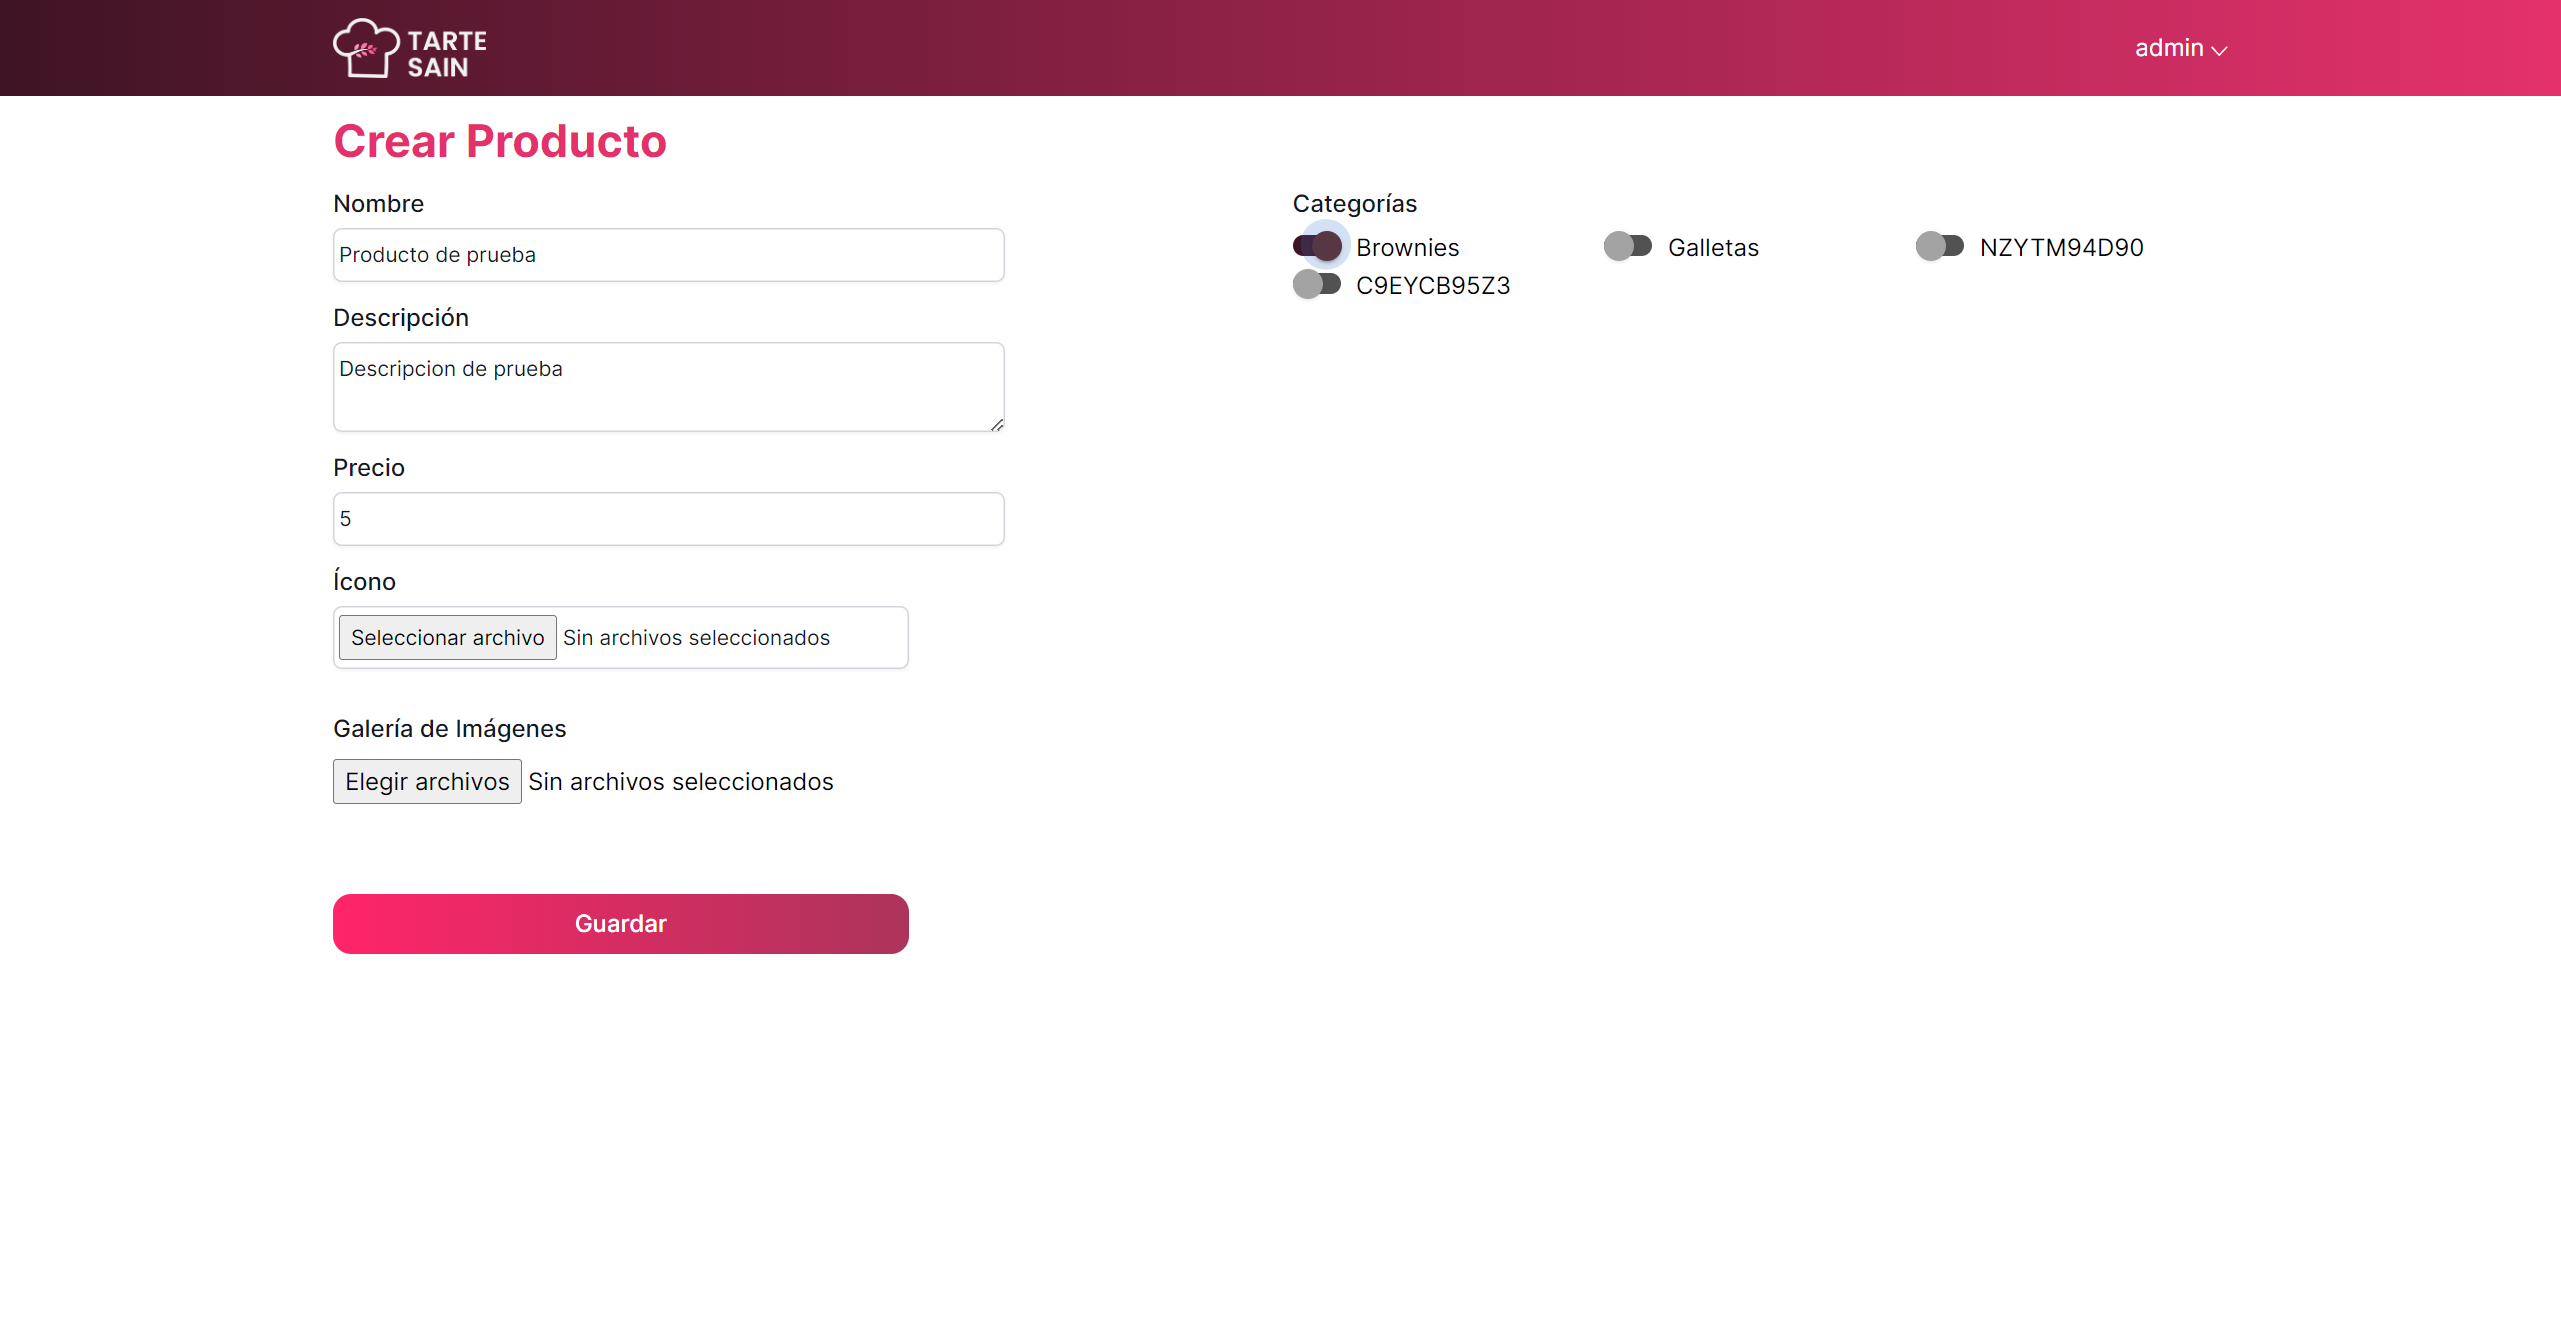 TARTE
SAIN
admin
Crear Producto
Nombre
Producto de prueba
Descripción
Descripcion de prueba
Precio
5
Ícono
Seleccionar archivo Sin archivos seleccionados
Galería de Imágenes
Elegir archivos Sin archivos seleccionados
Guardar
Categorías
Brownies Galletas NZYTM94D90
C9EYCB95Z3